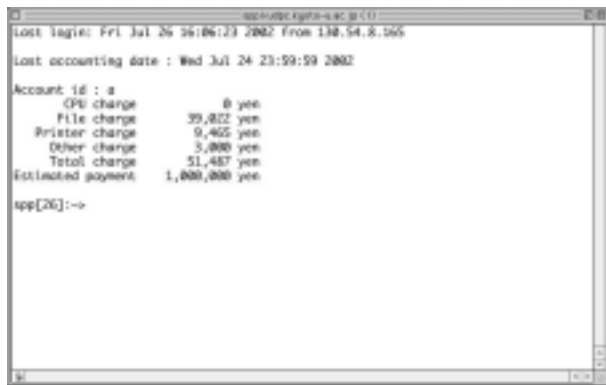 Last login: Fri Jul 26 16:06:23 2002 from 130.54.8.165
Last accounting date : Wed Jul 24 23:59:59 2002
Account id : a
CPU charge 0 yen
File charge 39,022 yen
Printer charge 9,465 yen
Other charge 3,000 yen
Total charge 51,487 yen
Estimated payment 1,000,000 yen
app[26]:->